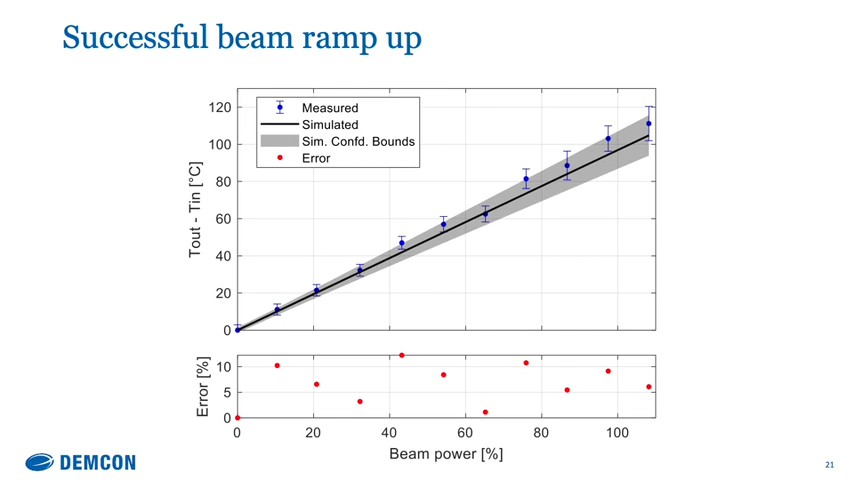 Successful beam ramp up
Measured
Simulated
Sim. Confd. Bounds
Error
Tout - Tin [°C]
120
100
80
60
40
20
0
Error [%]
10
5
0
0 20 40 60 80 100
Beam power [%]
DEMCON
21